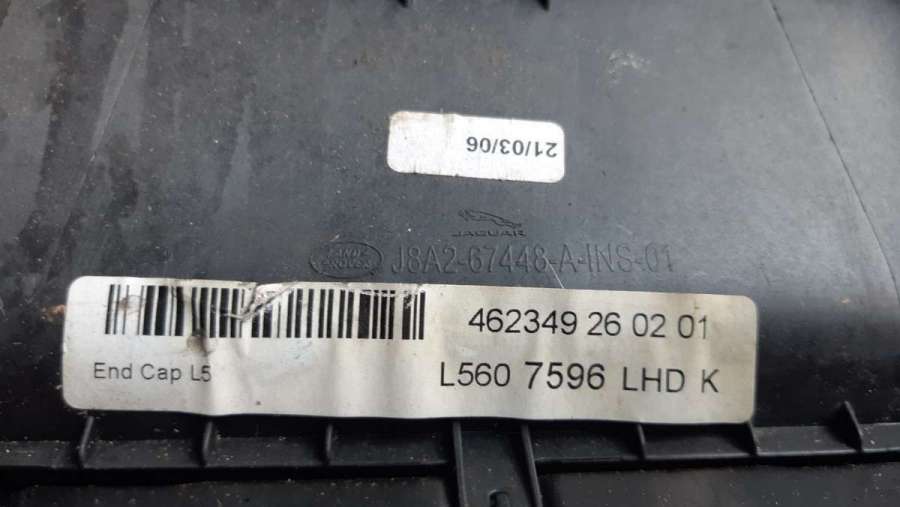 21/03/06
JAGUAR
LAND ROVER J8A2-67448-A-INS-01
462349 26 02 01
End Cap L5
L560 7596 LHD K